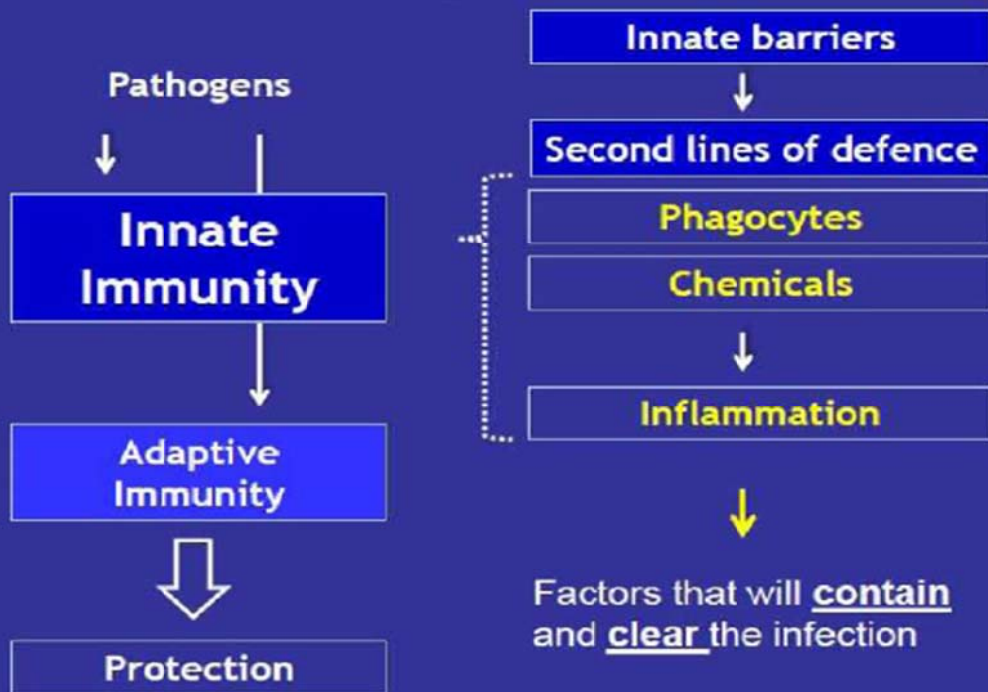 Pathogens
Innate
Immunity
Adaptive
Immunity
Protection
Innate barriers
Second lines of defence
Phagocytes
Chemicals
Inflammation
Factors that will contain
and clear the infection